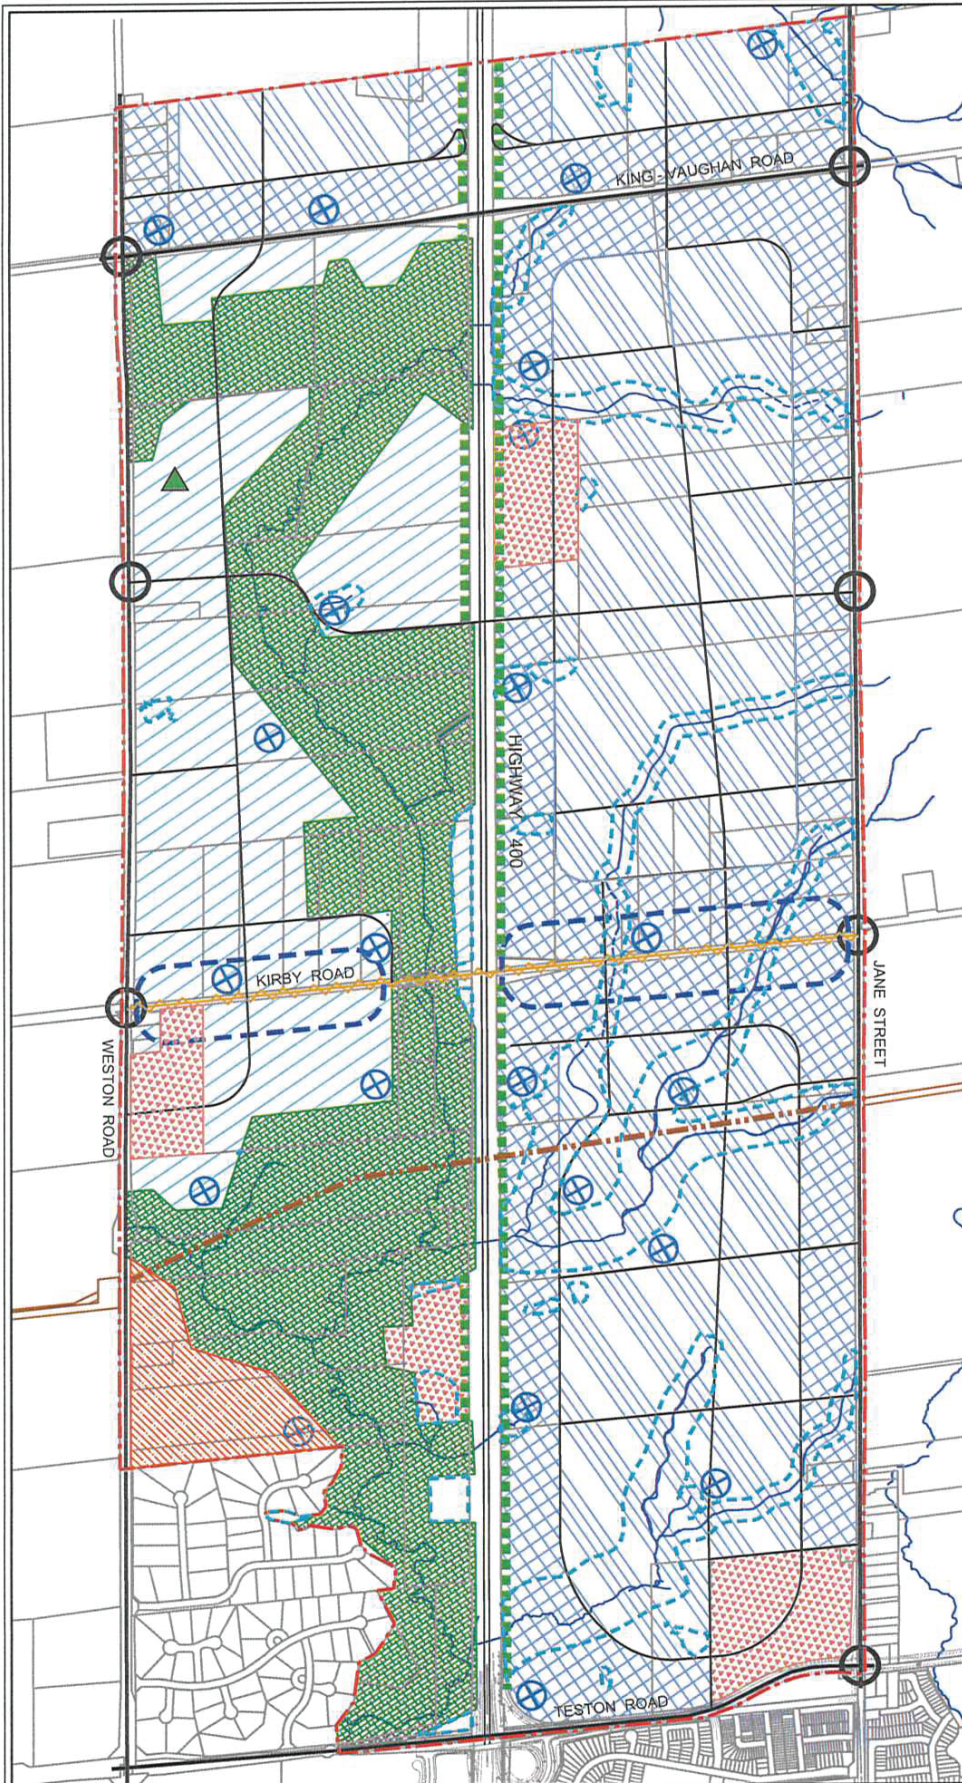 KING-VAUGHAN ROAD
HIGHWAY 400
KIRBY ROAD
JANE STREET
WESTON ROAD
TESTON ROAD